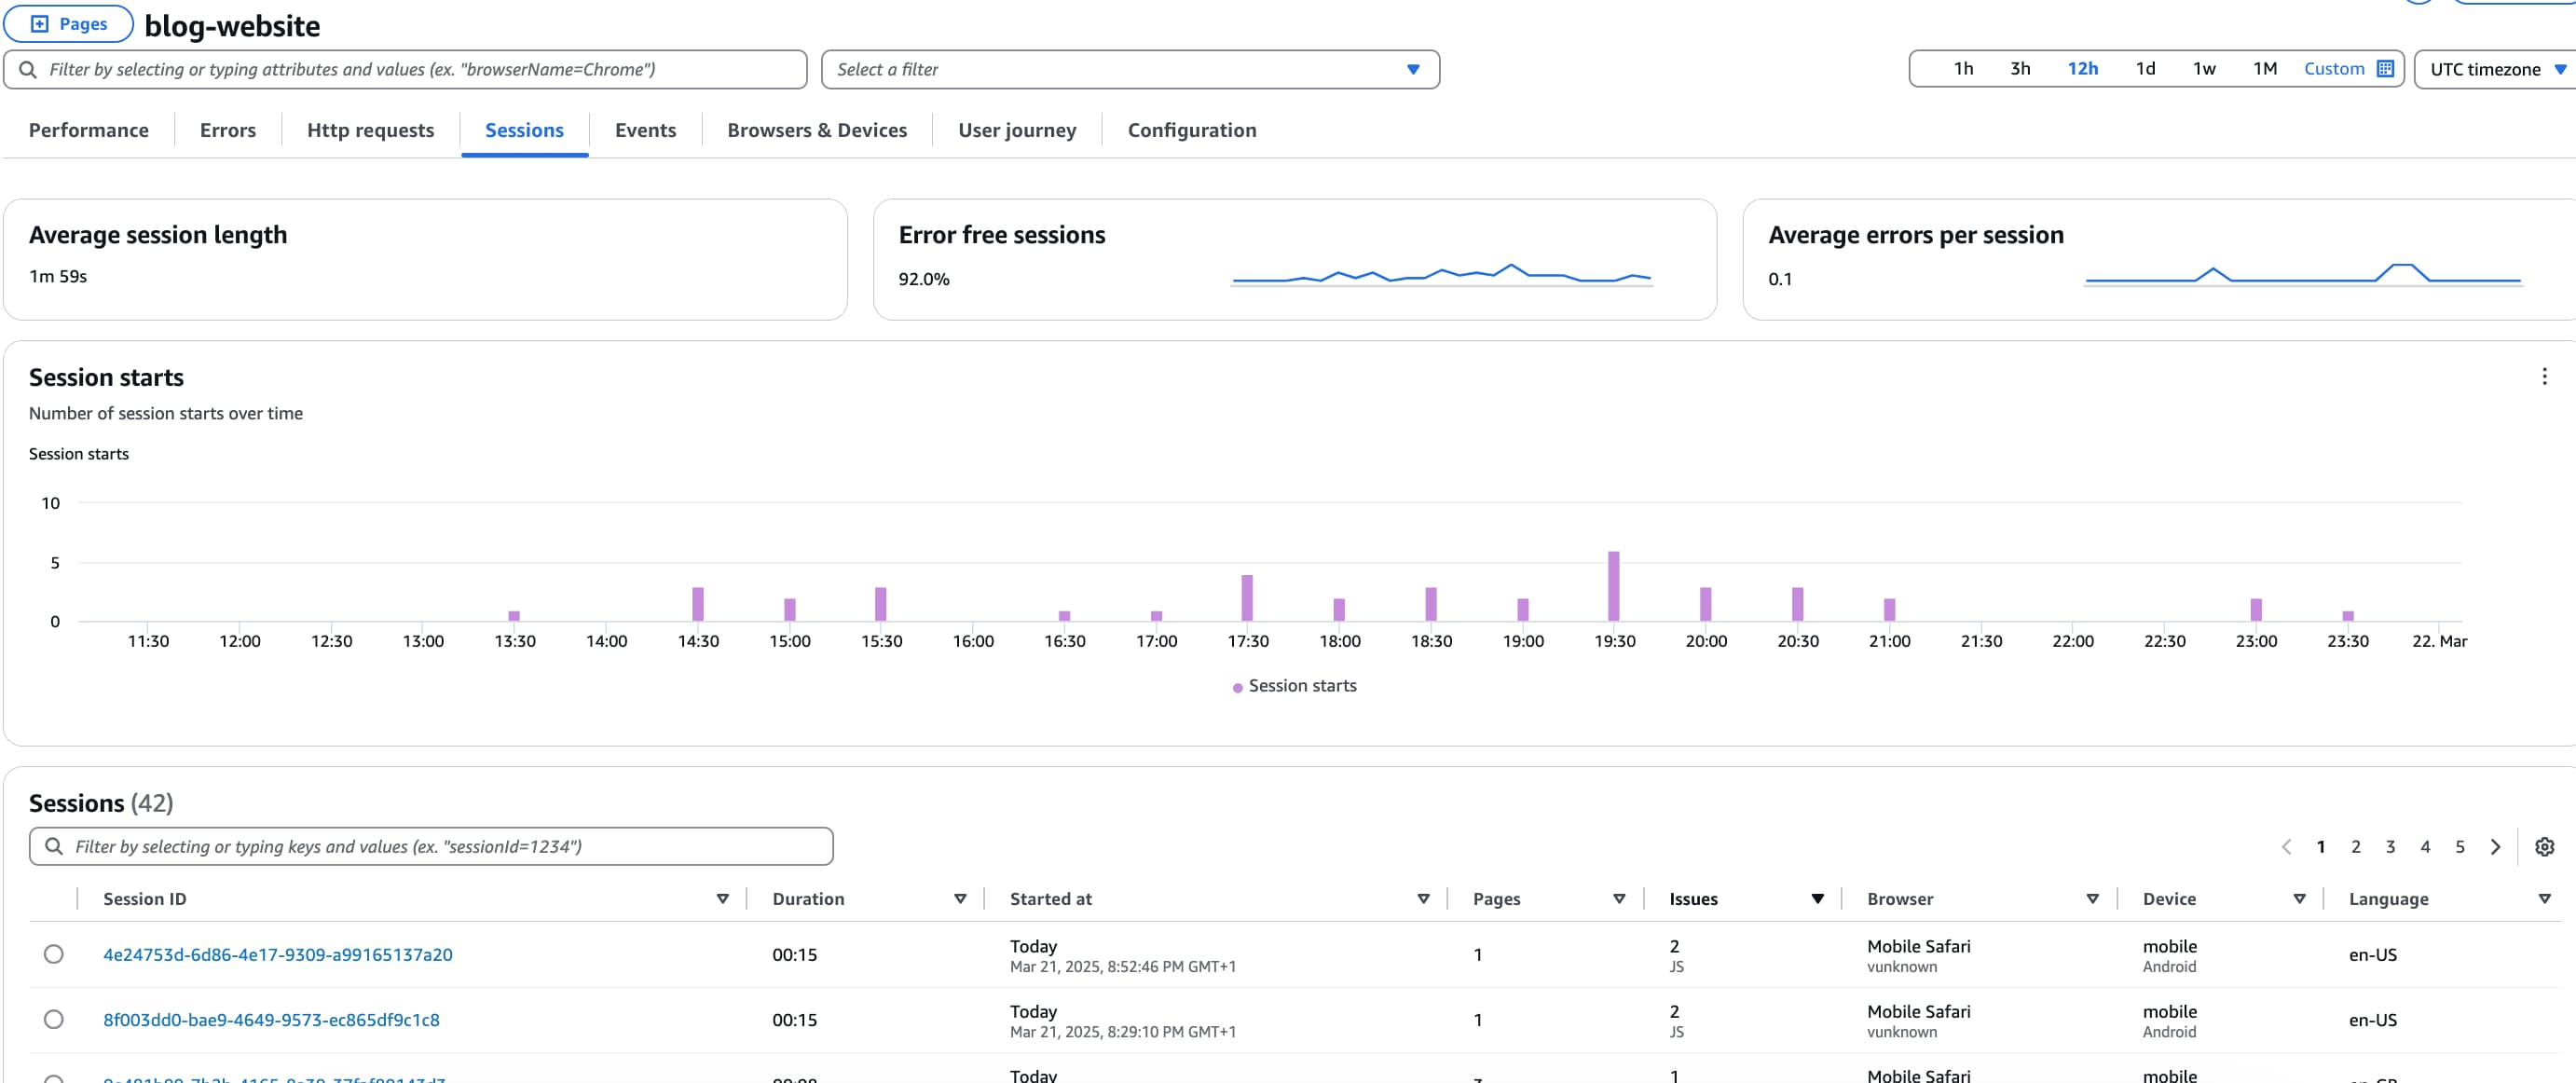 Pages blog-website
Filter by selecting or typing attributes and values (ex. "browserName=Chrome") Select a filter 1h 3h 12h 1d 1w 1M Custom UTC timezone
Performance Errors Http requests Sessions Events Browsers & Devices User journey Configuration
Average session length
1m 59s
Error free sessions
92.0%
Average errors per session
0.1
Session starts
Number of session starts over time
Session starts
10
5
0
11:30 12:00 12:30 13:00 13:30 14:00 14:30 15:00 15:30 16:00 16:30 17:00 17:30 18:00 18:30 19:00 19:30 20:00 20:30 21:00 21:30 22:00 22:30 23:00 23:30 22. Mar
Session starts
Sessions (42)
Filter by selecting or typing keys and values (ex. "sessionId=1234") 1 2 3 4 5
Session ID Duration Started at Pages Issues Browser Device Language
4e24753d-6d86-4e17-9309-a99165137a20 00:15 Today 1 2 Mobile Safari mobile en-US
Mar 21, 2025, 8:52:46 PM GMT+1 JS vunknown Android
8f003dd0-bae9-4649-9573-ec865df9c1c8 00:15 Today 1 2 Mobile Safari mobile en-US
Mar 21, 2025, 8:29:10 PM GMT+1 JS vunknown Android
Today 1 Mobile Safari mobile